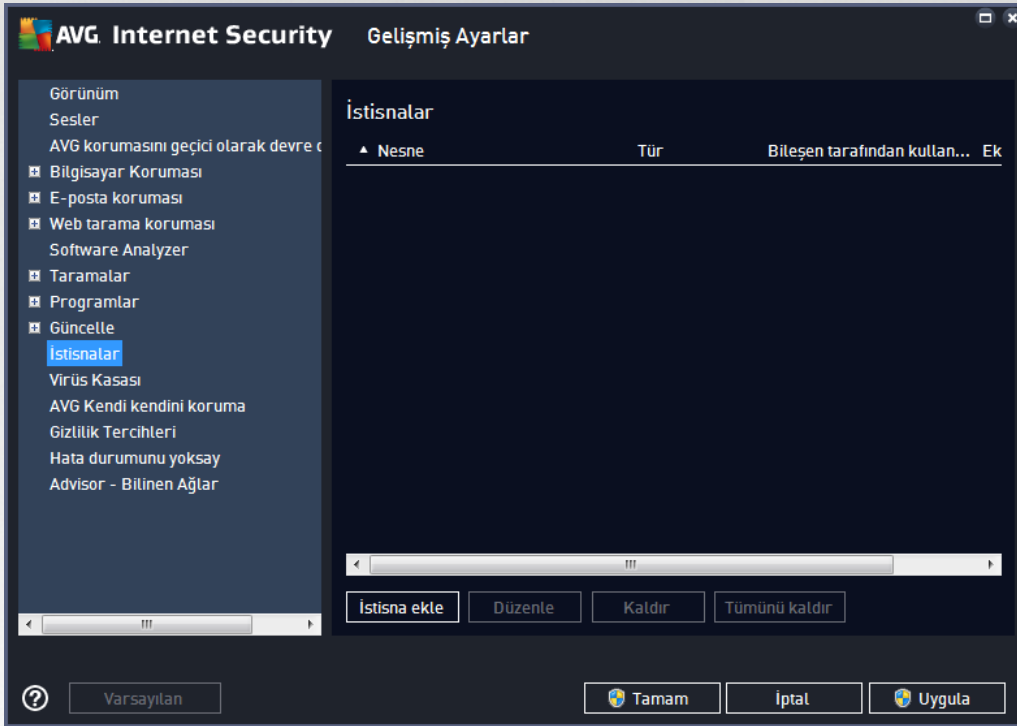 AVG Internet Security Gelişmiş Ayarlar
Görünüm
Sesler
AVG korumasını geçici olarak devre
Bilgisayar Koruması
E-posta koruması
Web tarama koruması
Software Analyzer
Taramalar
Programlar
Güncelle
İstisnalar
Virüs Kasası
AVG Kendi kendini koruma
Gizlilik Tercihleri
Hata durumunu yoksay
Advisor - Bilinen Ağlar
İstisnalar
Nesne Tür Bileşen tarafından kullan... Ek
İstisna ekle Düzenle Kaldır Tümünü kaldır
Varsayılan Tamam İptal Uygula